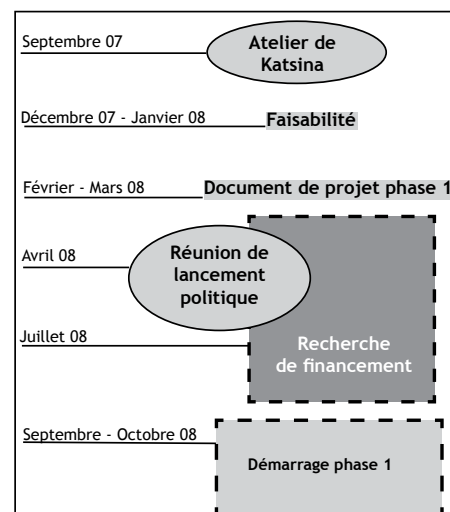 Septembre 07
Atelier de
Katsina
Décembre 07 - Janvier 08
Faisabilité
Février - Mars 08
Document de projet phase 1
Avril 08
Réunion de
lancement
politique
Juillet 08
Recherche
de financement
Septembre - Octobre 08
Démarrage phase 1